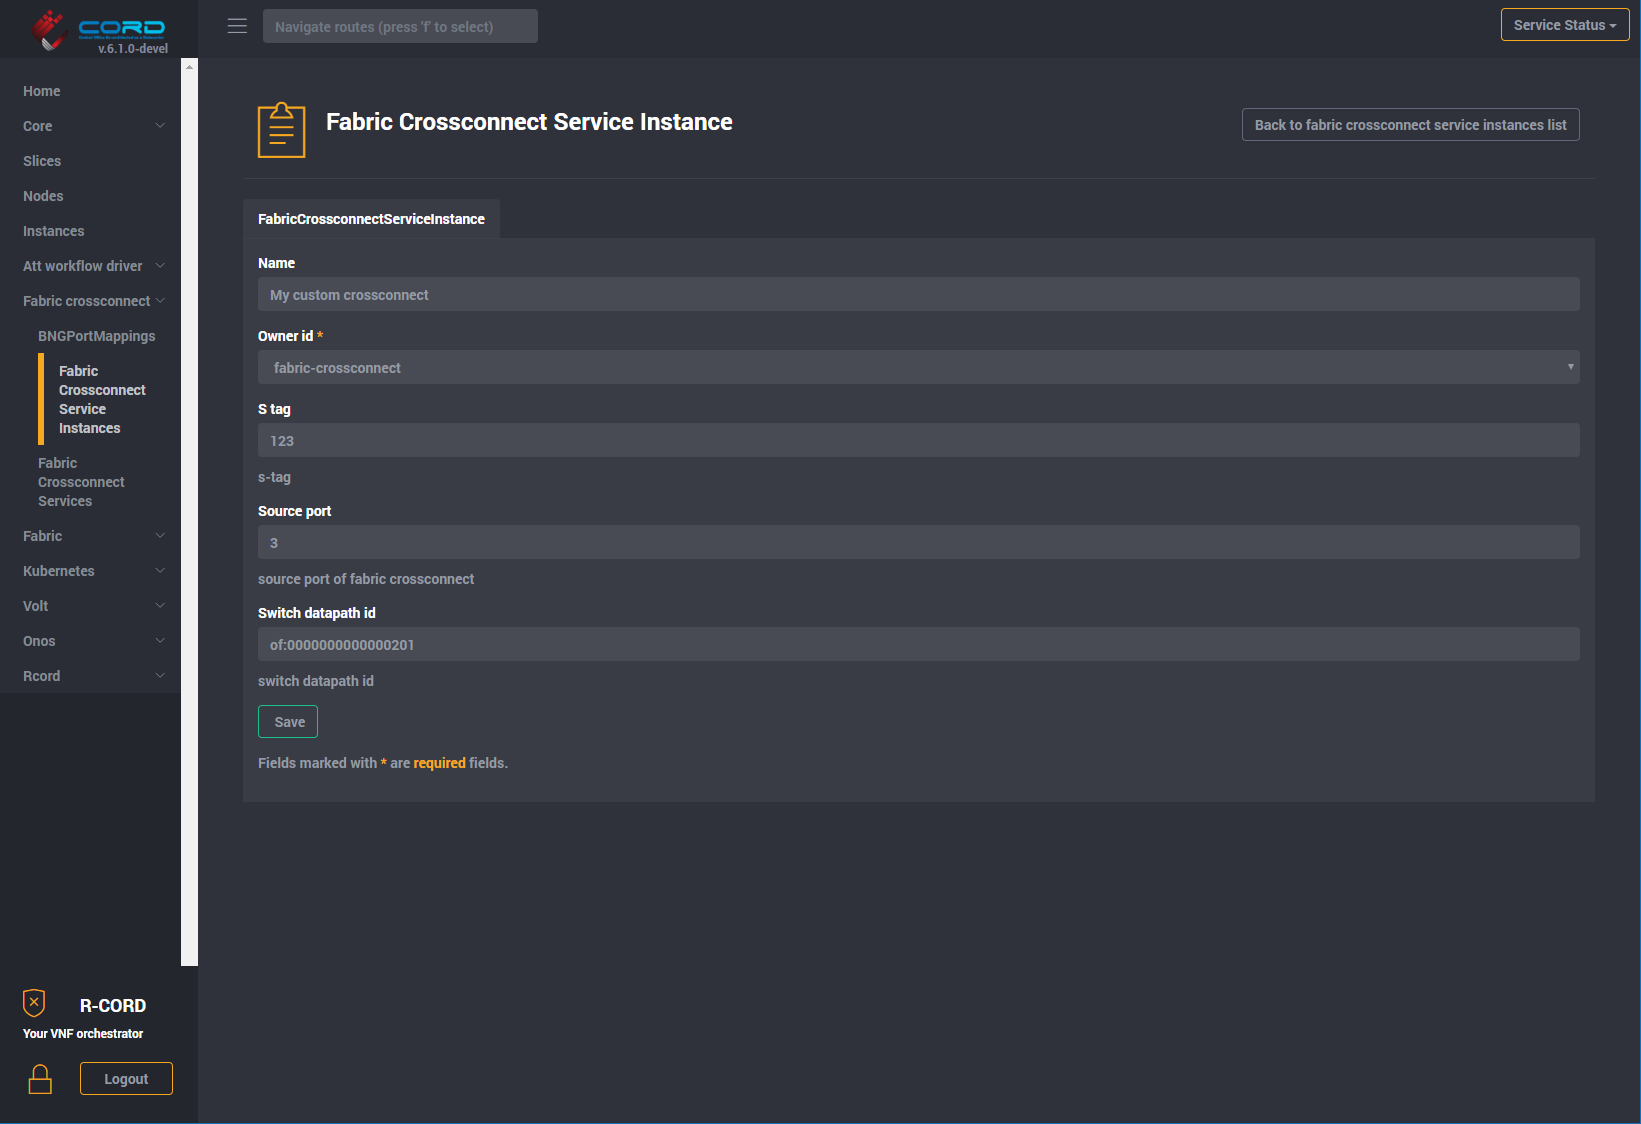 CORD
v.6.1.0-devel
Navigate routes (press 'f' to select)
Service Status
Home
Core
Slices
Nodes
Instances
Att workflow driver
Fabric crossconnect
BNGPortMappings
Fabric
Crossconnect
Service
Instances
Fabric
Crossconnect
Services
Fabric
Kubernetes
Volt
Onos
Rcord
R-CORD
Your VNF orchestrator
Logout
Fabric Crossconnect Service Instance
Back to fabric crossconnect service instances list
FabricCrossconnectServiceInstance
Name
My custom crossconnect
Owner id *
fabric-crossconnect
S tag
123
s-tag
Source port
3
source port of fabric crossconnect
Switch datapath id
of:0000000000000201
switch datapath id
Save
Fields marked with * are required fields.